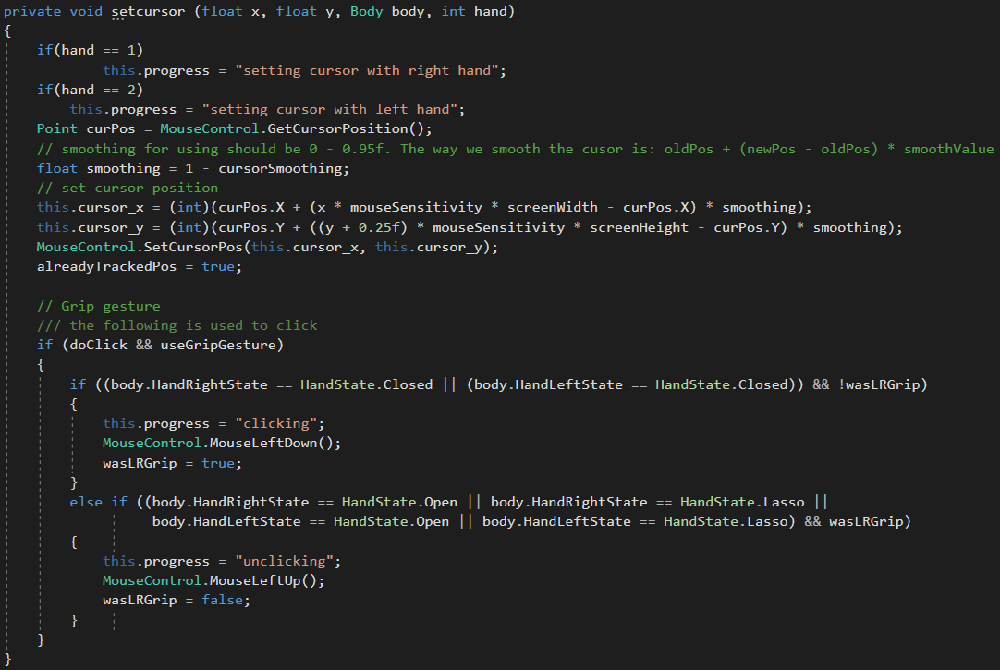 private void setcursor (float x, float y, Body body, int hand)
{
    if(hand == 1)
            this.progress = "setting cursor with right hand";
    if(hand == 2)
        this.progress = "setting cursor with left hand";
    Point curPos = MouseControl.GetCursorPosition();
    // smoothing for using should be 0 - 0.95f. The way we smooth the cusor is: oldPos + (newPos - oldPos) * smoothValue
    float smoothing = 1 - cursorSmoothing;
    // set cursor position
    this.cursor_x = (int)(curPos.X + (x * mouseSensitivity * screenWidth - curPos.X) * smoothing);
    this.cursor_y = (int)(curPos.Y + ((y + 0.25f) * mouseSensitivity * screenHeight - curPos.Y) * smoothing);
    MouseControl.SetCursorPos(this.cursor_x, this.cursor_y);
    alreadyTrackedPos = true;

    // Grip gesture
    /// the following is used to click
    if (doClick && useGripGesture)
    {
        if ((body.HandRightState == HandState.Closed || (body.HandLeftState == HandState.Closed)) && !wasLRGrip)
        {
            this.progress = "clicking";
            MouseControl.MouseLeftDown();
            wasLRGrip = true;
        }
        else if ((body.HandRightState == HandState.Open || body.HandRightState == HandState.Lasso ||
                  body.HandLeftState == HandState.Open || body.HandLeftState == HandState.Lasso) && wasLRGrip)
        {
            this.progress = "unclicking";
            MouseControl.MouseLeftUp();
            wasLRGrip = false;
        }
    }
}